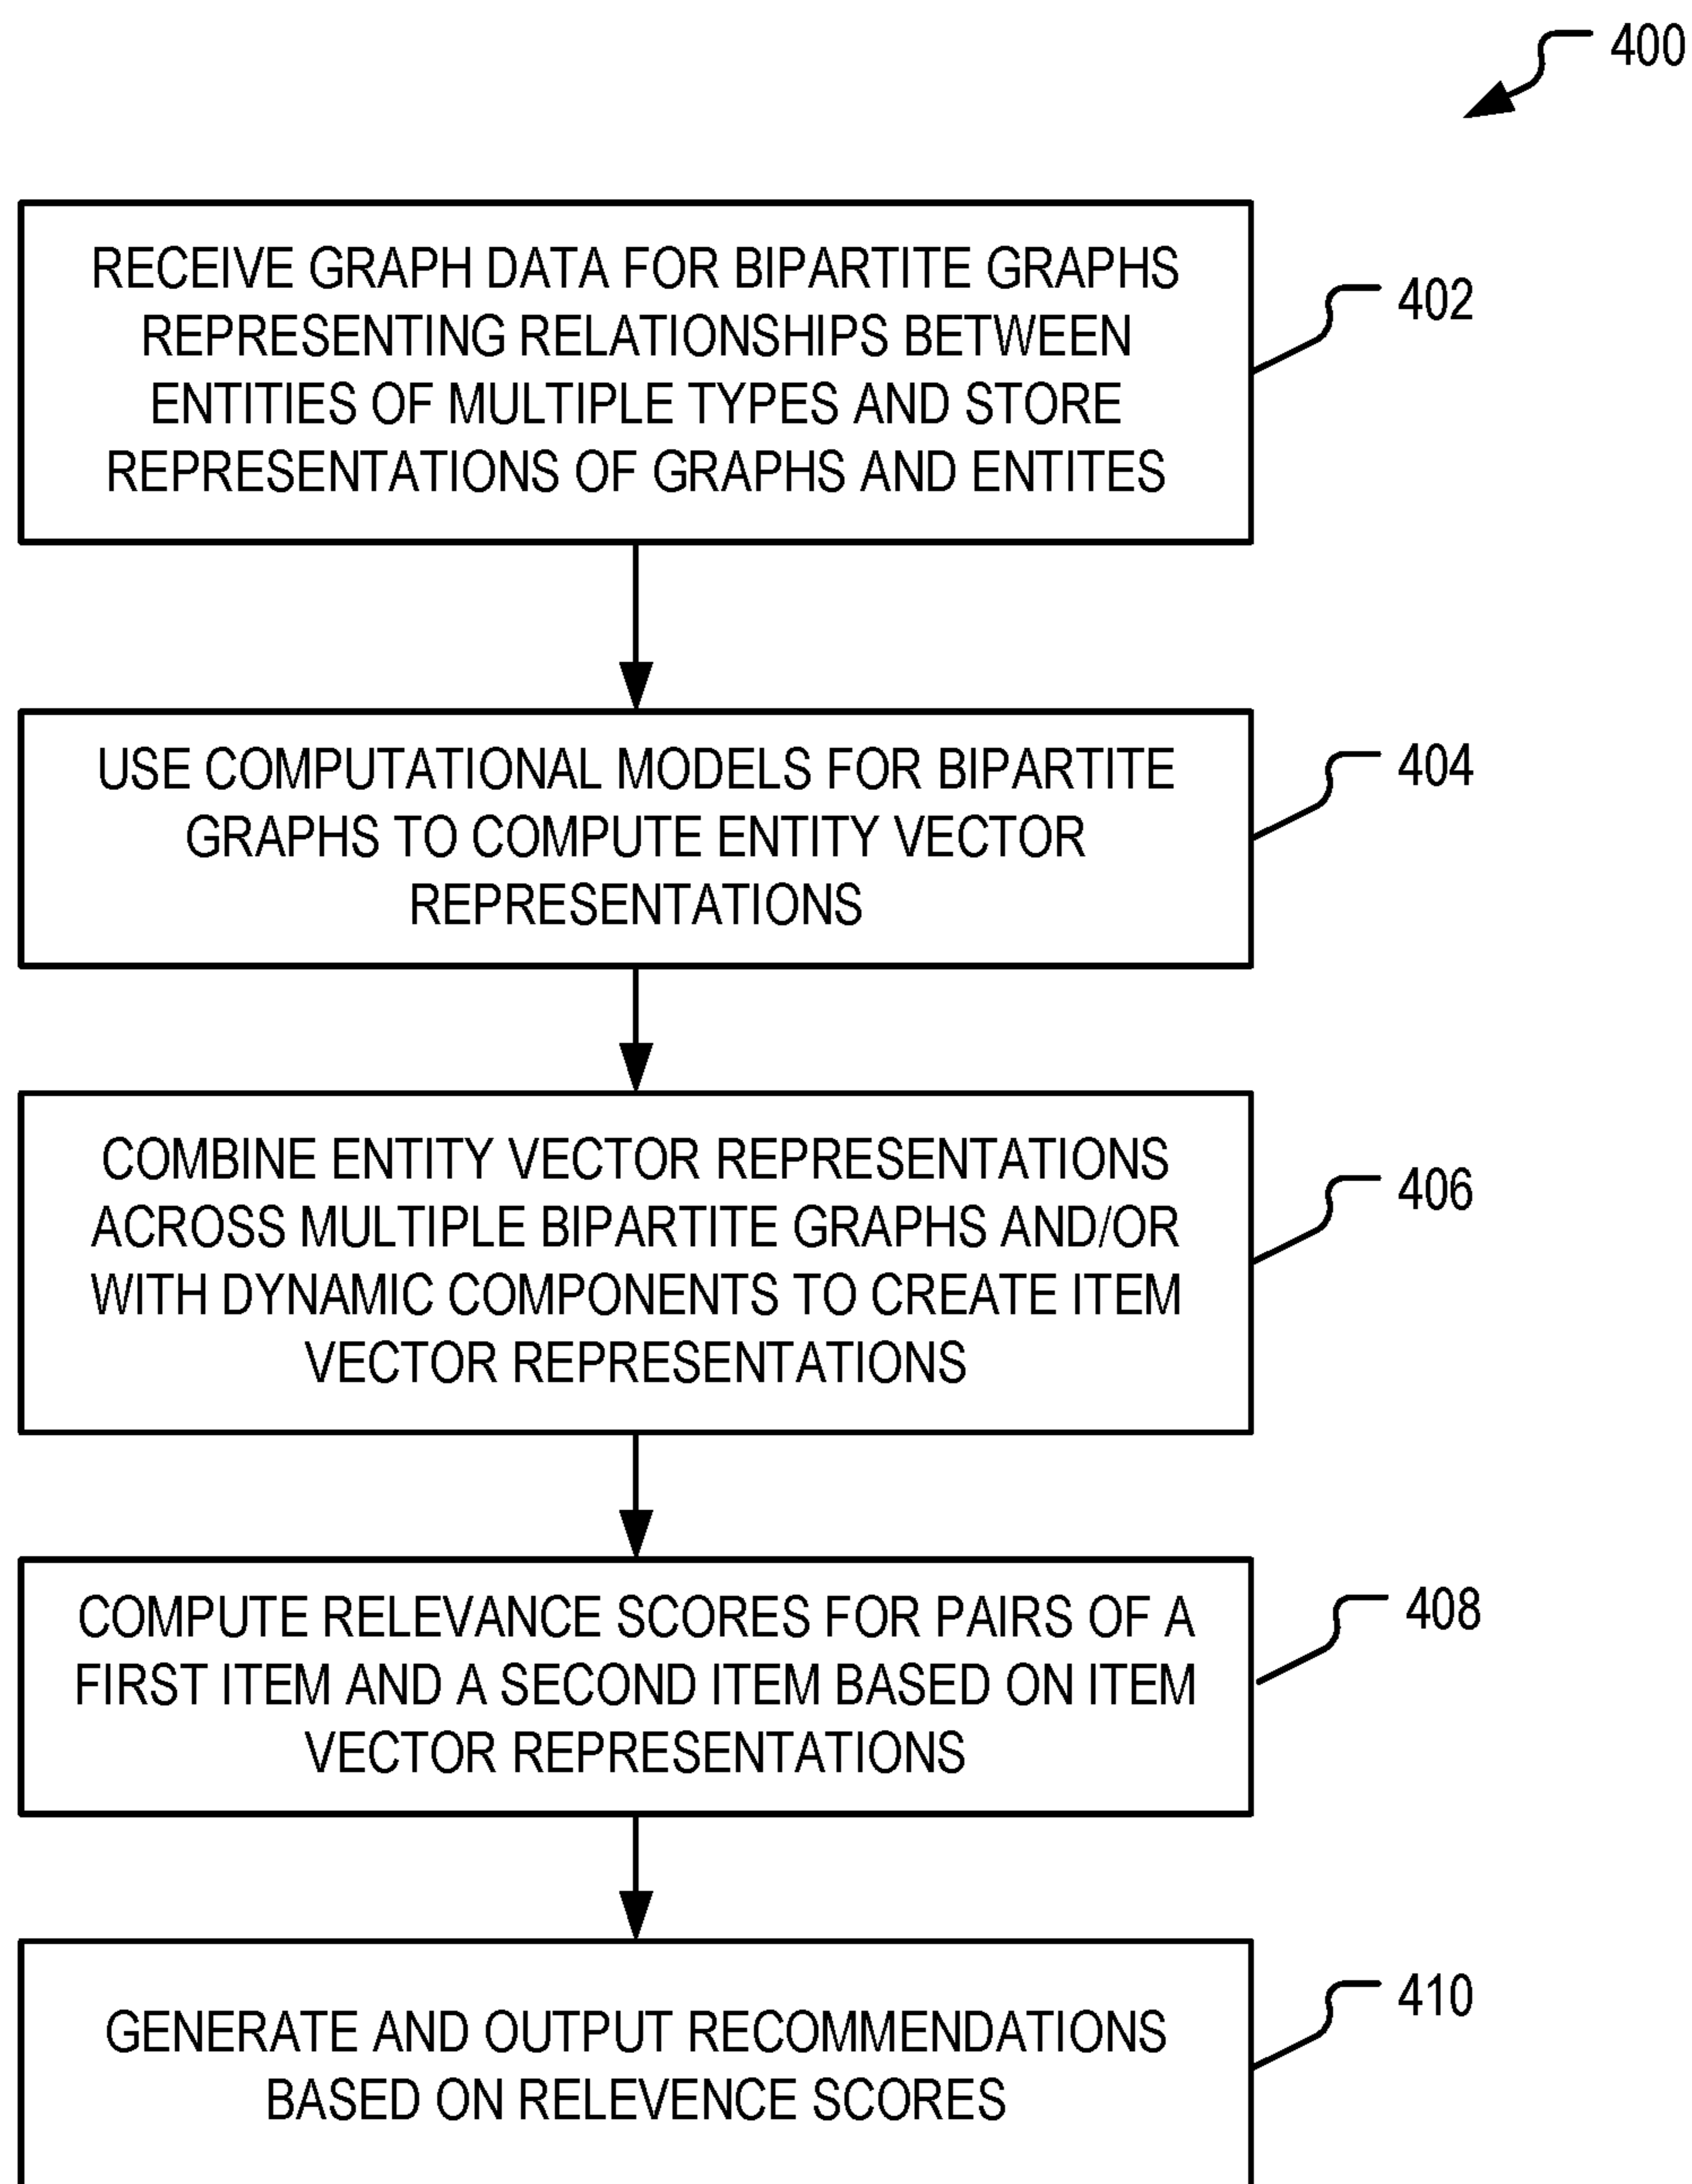 400
RECEIVE GRAPH DATA FOR BIPARTITE GRAPHS
REPRESENTING RELATIONSHIPS BETWEEN
ENTITIES OF MULTIPLE TYPES AND STORE
REPRESENTATIONS OF GRAPHS AND ENTITES
402
USE COMPUTATIONAL MODELS FOR BIPARTITE
GRAPHS TO COMPUTE ENTITY VECTOR
REPRESENTATIONS
404
COMBINE ENTITY VECTOR REPRESENTATIONS
ACROSS MULTIPLE BIPARTITE GRAPHS AND/OR
WITH DYNAMIC COMPONENTS TO CREATE ITEM
VECTOR REPRESENTATIONS
406
COMPUTE RELEVANCE SCORES FOR PAIRS OF A
FIRST ITEM AND A SECOND ITEM BASED ON ITEM
VECTOR REPRESENTATIONS
408
GENERATE AND OUTPUT RECOMMENDATIONS
BASED ON RELEVENCE SCORES
410